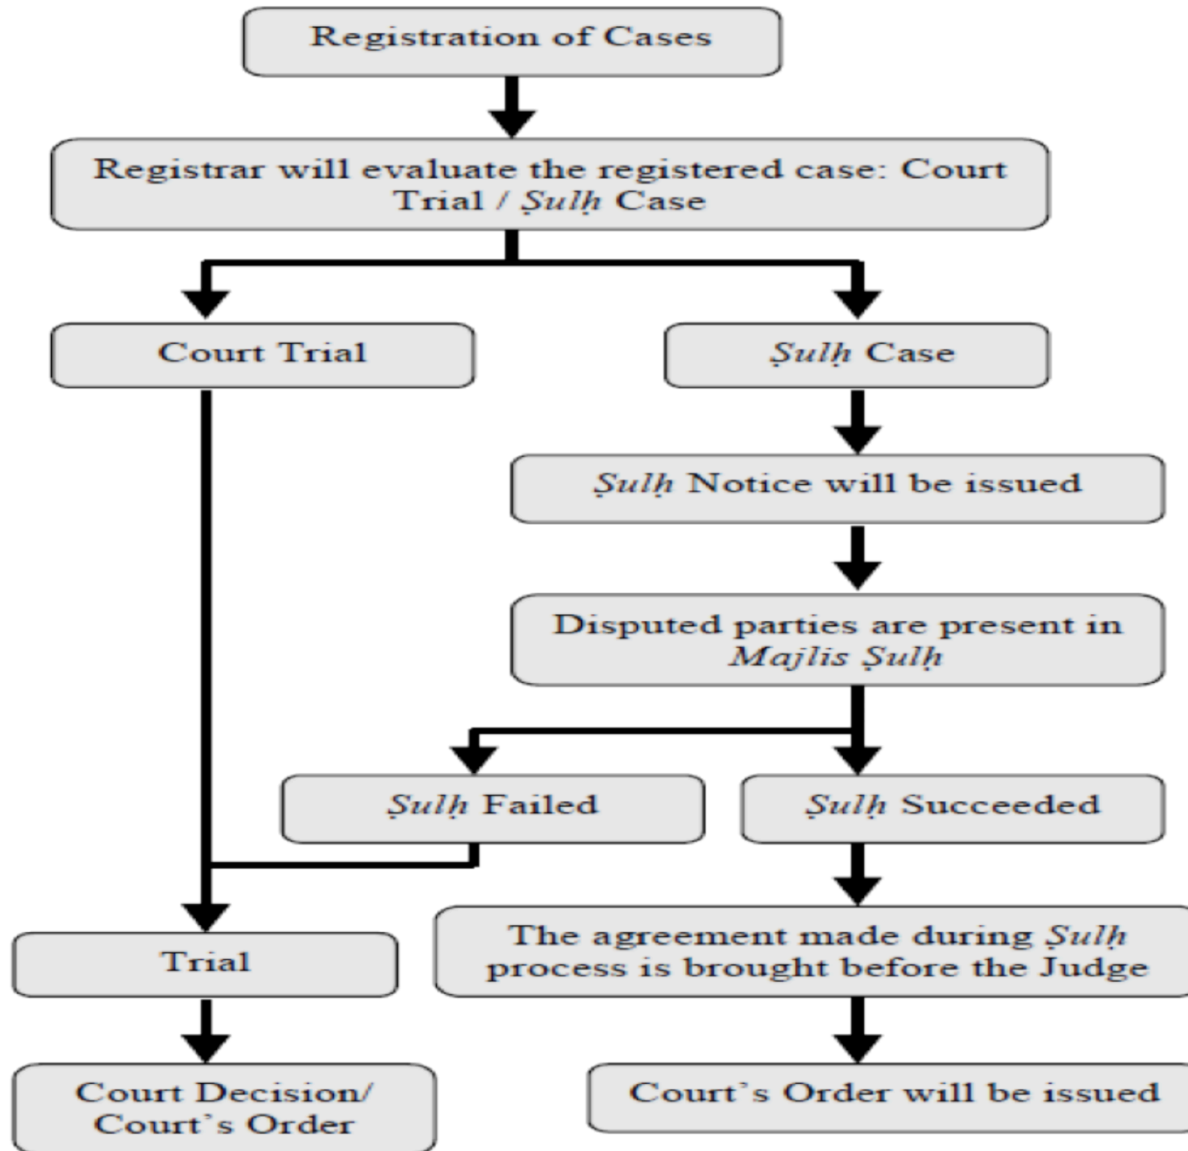 Registration of Cases
Registrar will evaluate the registered case: Court
Trial / Ṣulḥ Case
Court Trial
Ṣulḥ Case
Ṣulḥ Notice will be issued
Disputed parties are present in
Majlis Ṣulḥ
Ṣulḥ Failed
Ṣulḥ Succeeded
The agreement made during Ṣulḥ
process is brought before the Judge
Trial
Court Decision/
Court's Order
Court's Order will be issued